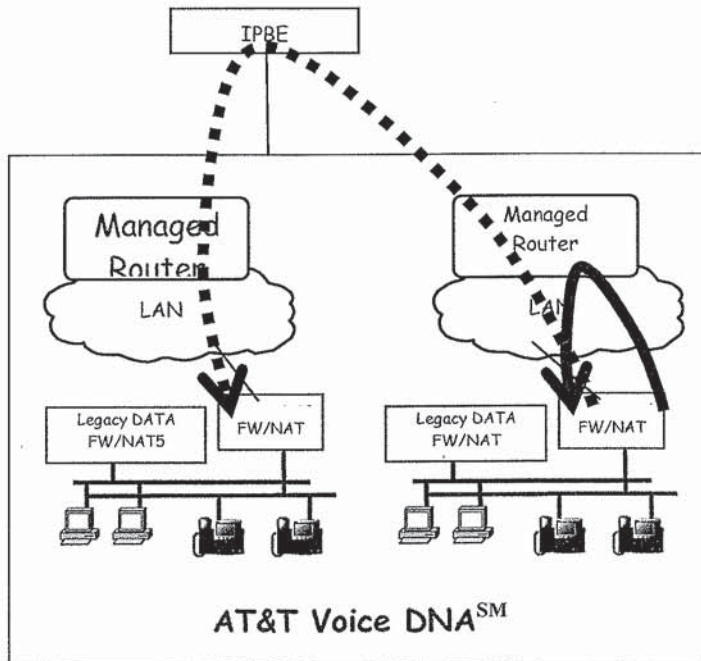 IPBE
Managed
Router
Managed
Router
LAN
LAN
Legacy DATA
FW/NAT5
FW/NAT
Legacy DATA
FW/NAT
FW/NAT
AT&T Voice DNA℠